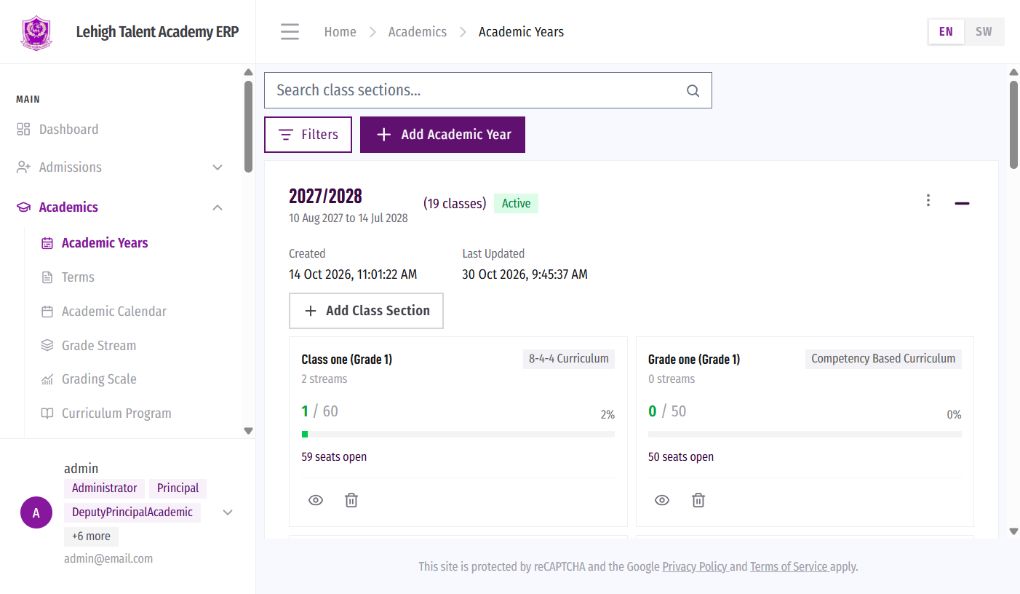 Lehigh Talent Academy ERP
Home > Academics > Academic Years
EN SW
MAIN
Dashboard
Admissions
Academics
Academic Years
Terms
Academic Calendar
Grade Stream
Grading Scale
Curriculum Program
admin
Administrator Principal
DeputyPrincipalAcademic
+6 more
A
admin@email.com
Search class sections...
Filters
Add Academic Year
2027/2028 (19 classes) Active
10 Aug 2027 to 14 Jul 2028
Created
14 Oct 2026, 11:01:22 AM
Last Updated
30 Oct 2026, 9:45:37 AM
Add Class Section
Class one (Grade 1) 8-4-4 Curriculum
2 streams
1 / 60 2%
59 seats open
Grade one (Grade 1) Competency Based Curriculum
0 streams
0 / 50 0%
50 seats open
This site is protected by reCAPTCHA and the Google Privacy Policy and Terms of Service apply.